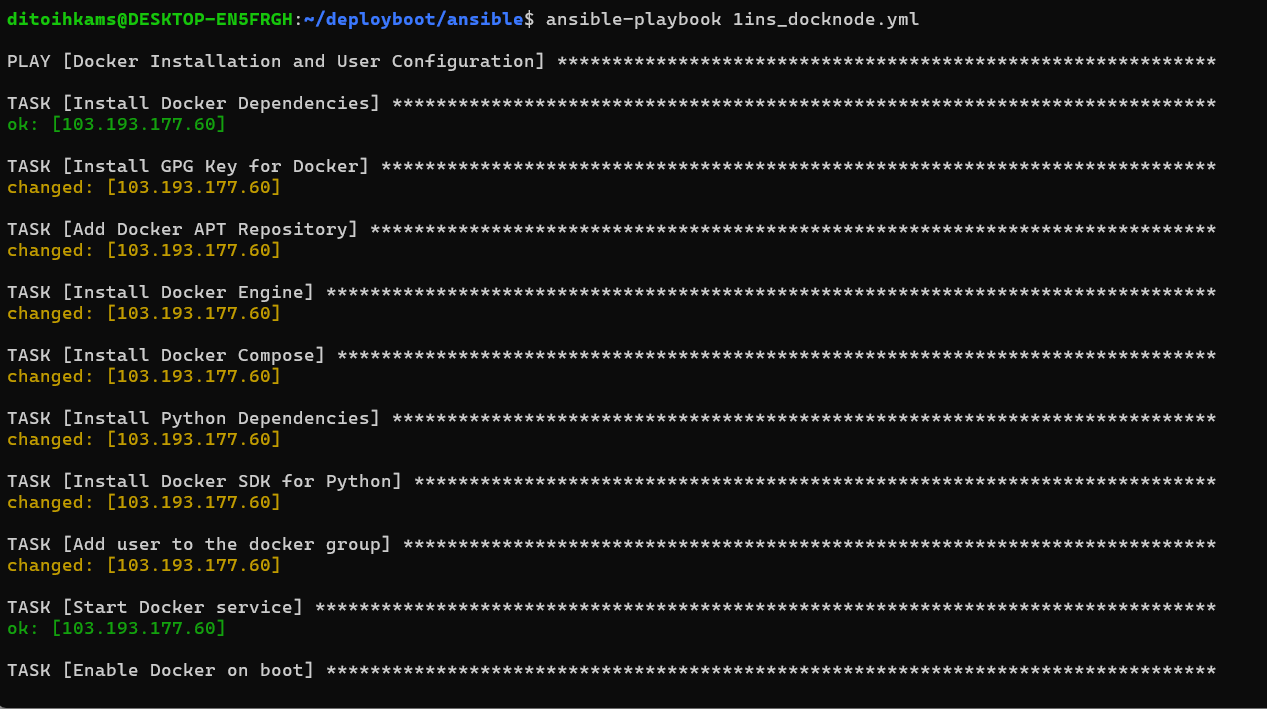 ditoihkams@DESKTOP-EN5FRGH:~/deployboot/ansible$ ansible-playbook 1ins_docknode.yml
PLAY [Docker Installation and User Configuration] ************************************************************
TASK [Install Docker Dependencies] ***************************************************************************
ok: [103.193.177.60]
TASK [Install GPG Key for Docker] ****************************************************************************
changed: [103.193.177.60]
TASK [Add Docker APT Repository] *****************************************************************************
changed: [103.193.177.60]
TASK [Install Docker Engine] *********************************************************************************
changed: [103.193.177.60]
TASK [Install Docker Compose] ********************************************************************************
changed: [103.193.177.60]
TASK [Install Python Dependencies] ***************************************************************************
changed: [103.193.177.60]
TASK [Install Docker SDK for Python] *************************************************************************
changed: [103.193.177.60]
TASK [Add user to the docker group] **************************************************************************
changed: [103.193.177.60]
TASK [Start Docker service] **********************************************************************************
ok: [103.193.177.60]
TASK [Enable Docker on boot] *********************************************************************************